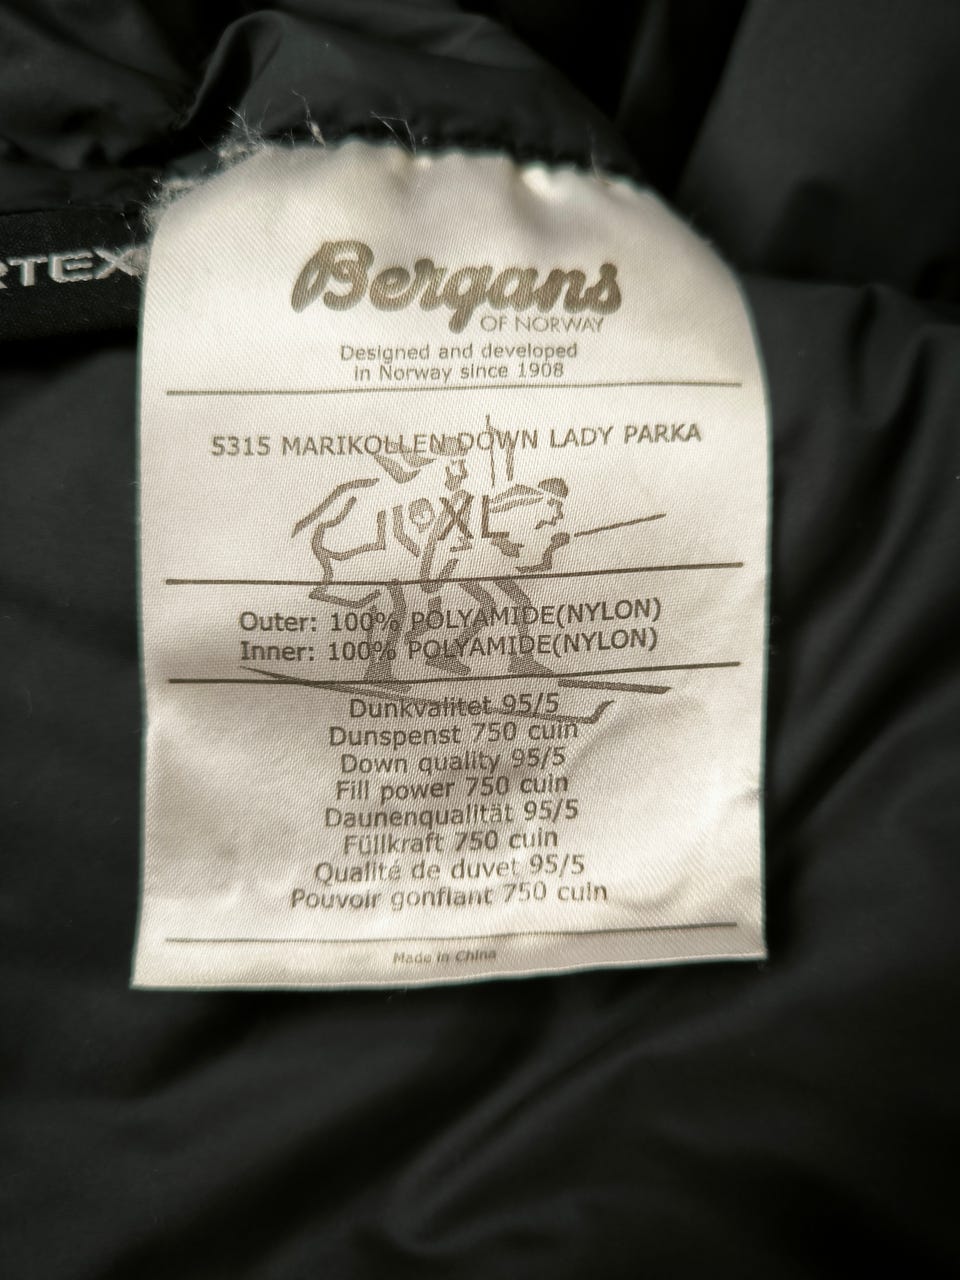 RTEX
Bergans
OF NORWAY
Designed and developed
in Norway since 1908
5315 MARIKOLLEN DOWN LADY PARKA
XL
Outer: 100% POLYAMIDE(NYLON)
Inner: 100% POLYAMIDE(NYLON)
Dunkvalitet 95/5
Dunspenst 750 cuin
Down quality 95/5
Fill power 750 cuin
Daunenqualität 95/5
Füllkraft 750 cuin
Qualité de duvet 95/5
Pouvoir gonflant 750 cuin
Made in China